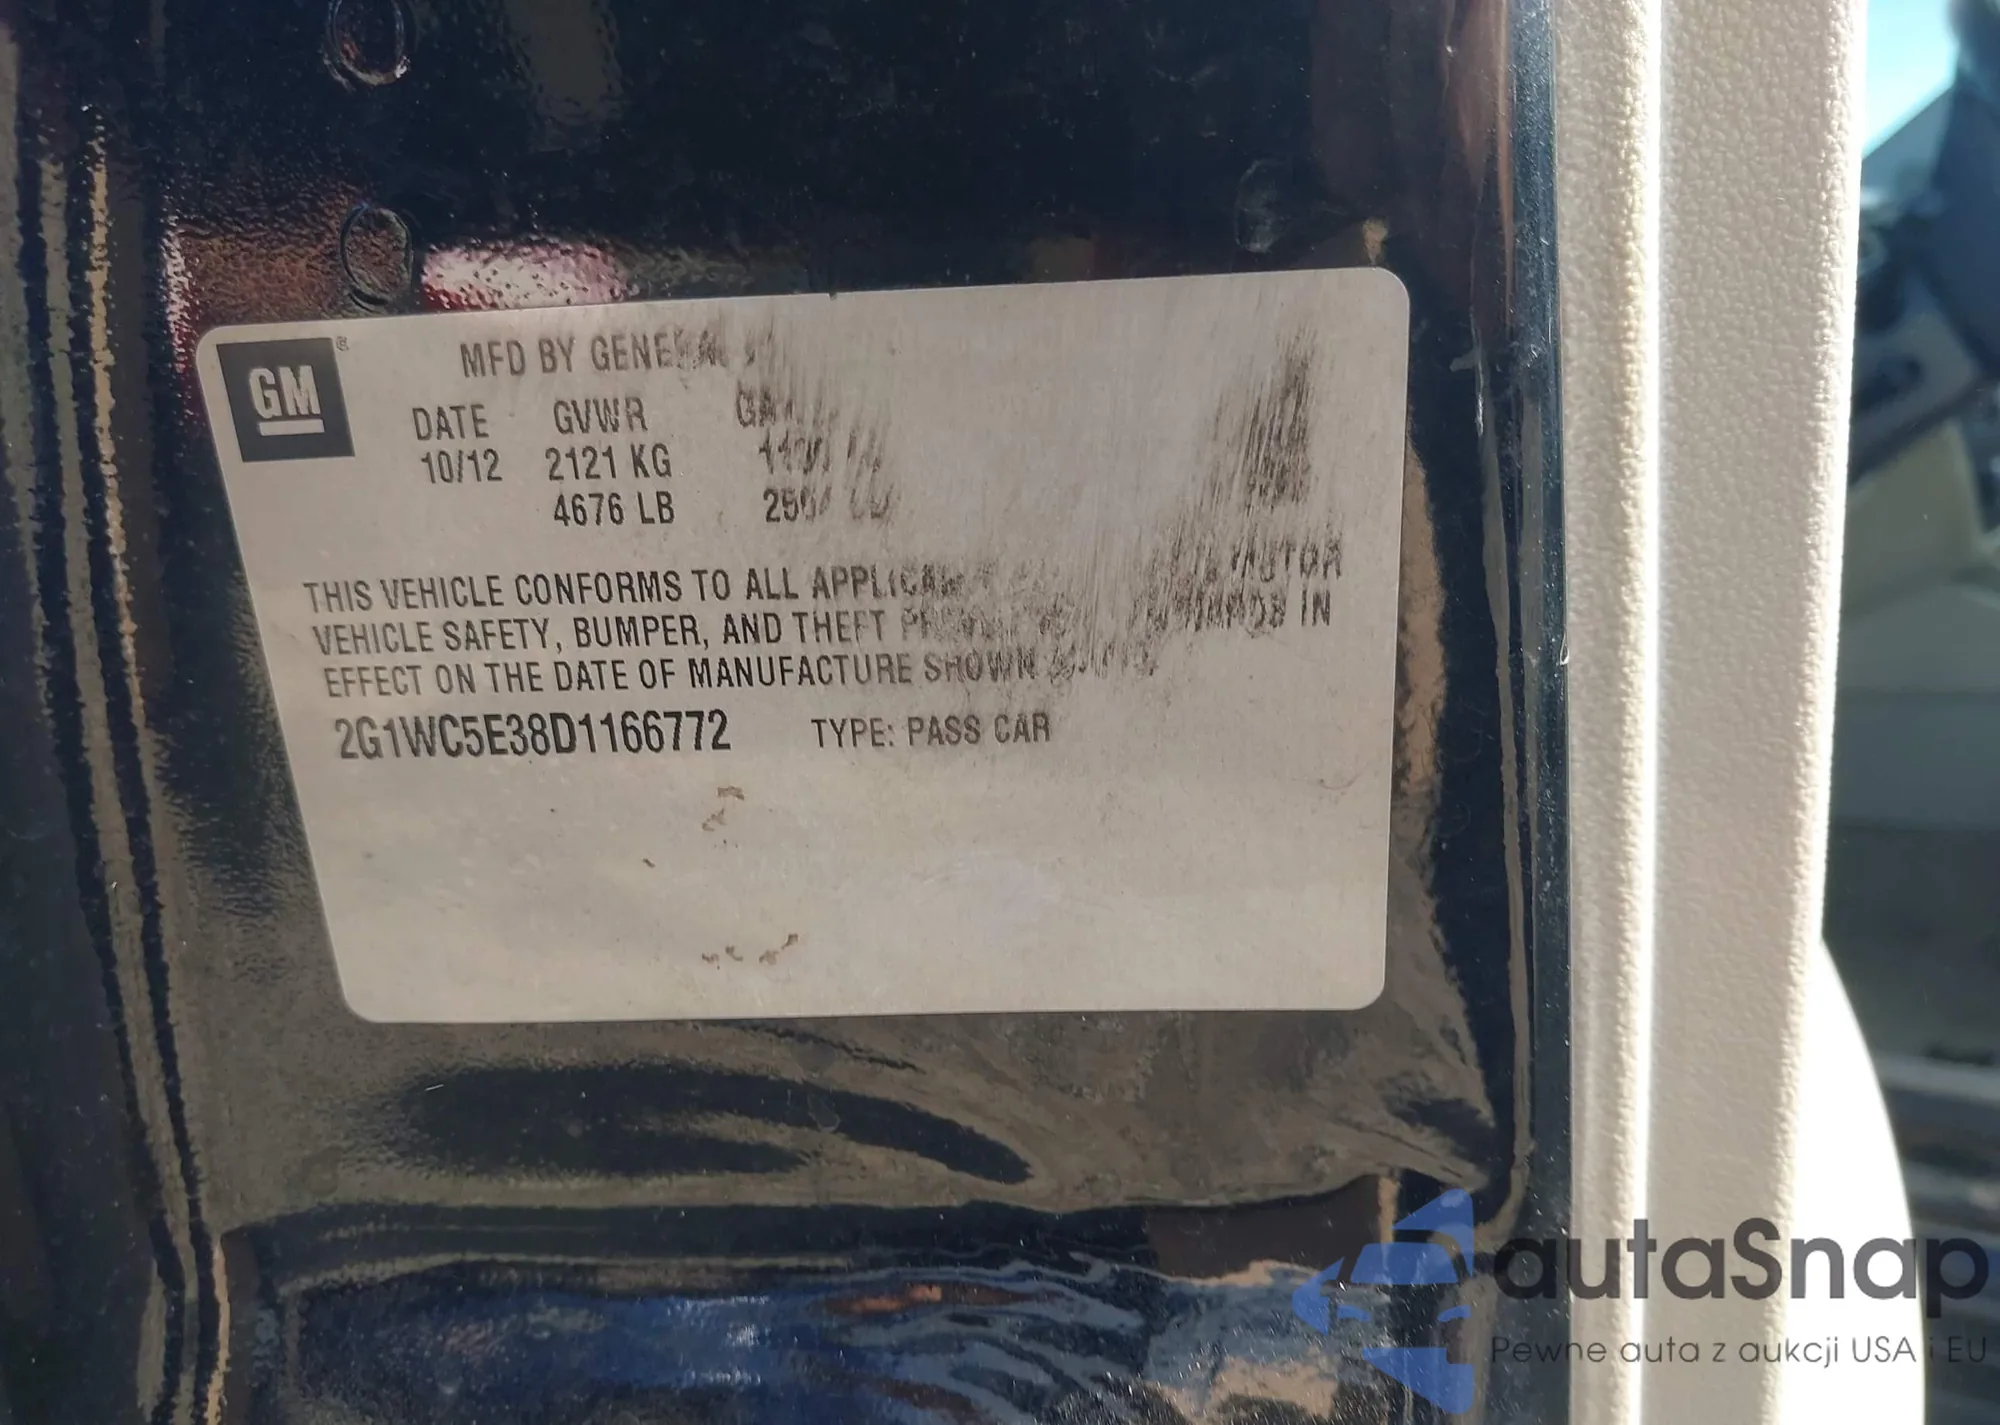 GM
MFD BY GENERAL
DATE GVWR
10/12 2121 KG
4676 LB
THIS VEHICLE CONFORMS TO ALL MOTOR
VEHICLE SAFETY, BUMPER, AND THEFT IN
EFFECT ON THE DATE OF MANUFACTURE SHOWN
2G1WC5E38D1166772 TYPE: PASS CAR
autaSnap
Pewne auta z aukcji USA i EU